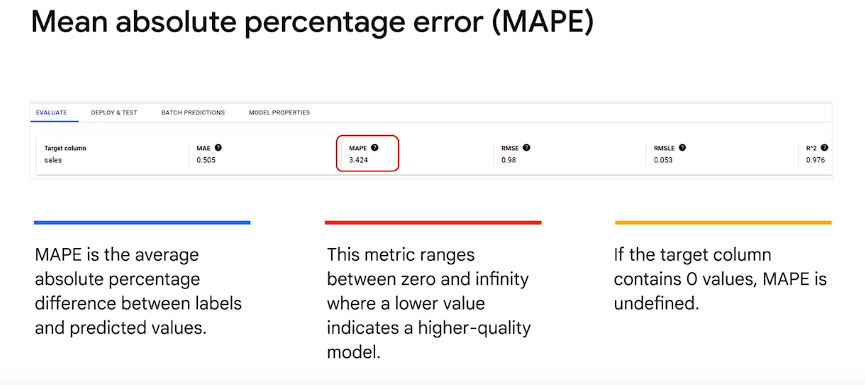 Mean absolute percentage error (MAPE)
EVALUATE DEPLOY & TEST BATCH PREDICTIONS MODEL PROPERTIES
Target column MAE ? MAPE ? RMSE ? RMSLE ? R^2 ?
sales 0.505 3.424 0.98 0.053 0.976
MAPE is the average
absolute percentage
difference between labels
and predicted values.
This metric ranges
between zero and infinity
where a lower value
indicates a higher-quality
model.
If the target column
contains 0 values, MAPE is
undefined.